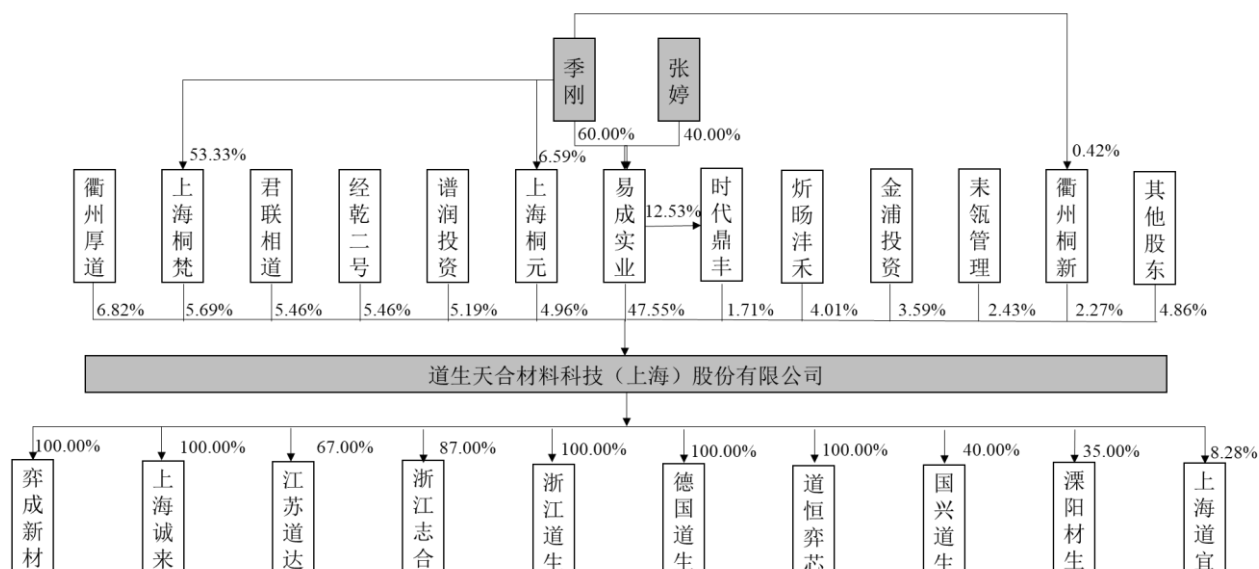 季刚
张婷
60.00%
40.00%
53.33%
6.59%
0.42%
衢州厚道
上海桐梵
君联相道
经乾二号
谱润投资
上海桐元
易成实业
12.53%
时代鼎丰
炘旸沣禾
金浦投资
耒瓴管理
衢州桐新
其他股东
6.82%
5.69%
5.46%
5.46%
5.19%
4.96%
47.55%
1.71%
4.01%
3.59%
2.43%
2.27%
4.86%
道生天合材料科技（上海）股份有限公司
100.00%
100.00%
67.00%
87.00%
100.00%
100.00%
100.00%
40.00%
35.00%
8.28%
弈成新材
上海诚来
江苏道达
浙江志合
浙江道生
德国道生
道恒弈芯
国兴道生
溧阳材生
上海道宜